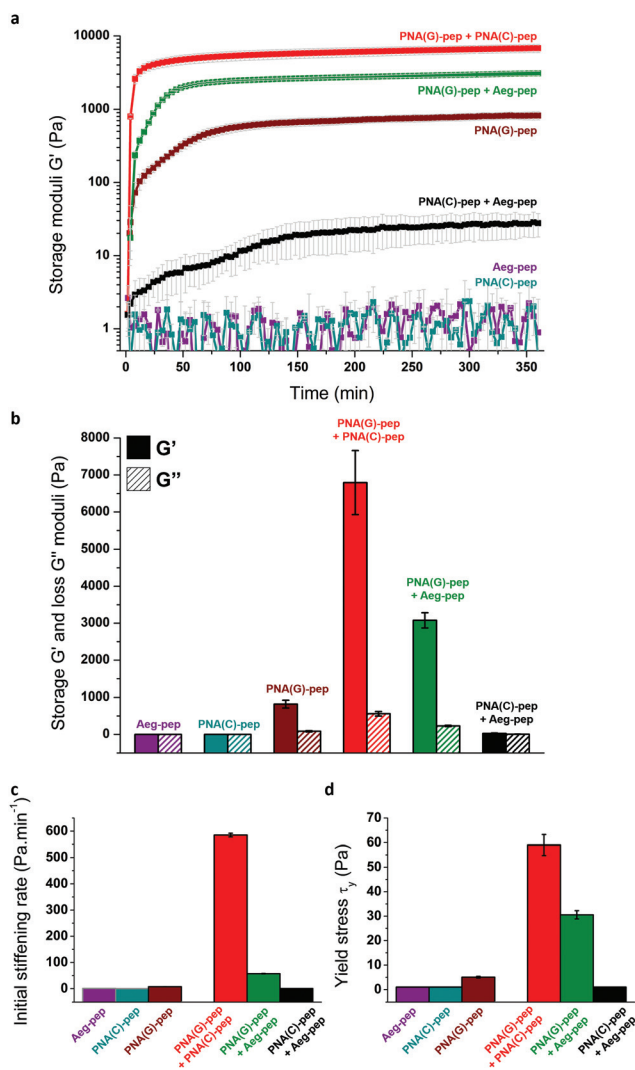 a
10000
1000
100
10
1
Storage moduli G' (Pa)
PNA(G)-pep + PNA(C)-pep
PNA(G)-pep + Aeg-pep
PNA(G)-pep
PNA(C)-pep + Aeg-pep
Aeg-pep
PNA(C)-pep
0 50 100 150 200 250 300 350
Time (min)
b
8000
7000
6000
5000
4000
3000
2000
1000
0
Storage G' and loss G" moduli (Pa)
G'
G"
Aeg-pep
PNA(C)-pep
PNA(G)-pep
PNA(G)-pep
+ PNA(C)-pep
PNA(G)-pep
+ Aeg-pep
PNA(C)-pep
+ Aeg-pep
c
600
500
400
300
200
100
0
Initial stiffening rate (Pa.min⁻¹)
Aeg-pep
PNA(C)-pep
PNA(G)-pep
PNA(G)-pep
+ PNA(C)-pep
PNA(G)-pep
+ Aeg-pep
PNA(C)-pep
+ Aeg-pep
d
70
60
50
40
30
20
10
0
Yield stress τy (Pa)
Aeg-pep
PNA(C)-pep
PNA(G)-pep
PNA(G)-pep
+ PNA(C)-pep
PNA(G)-pep
+ Aeg-pep
PNA(C)-pep
+ Aeg-pep